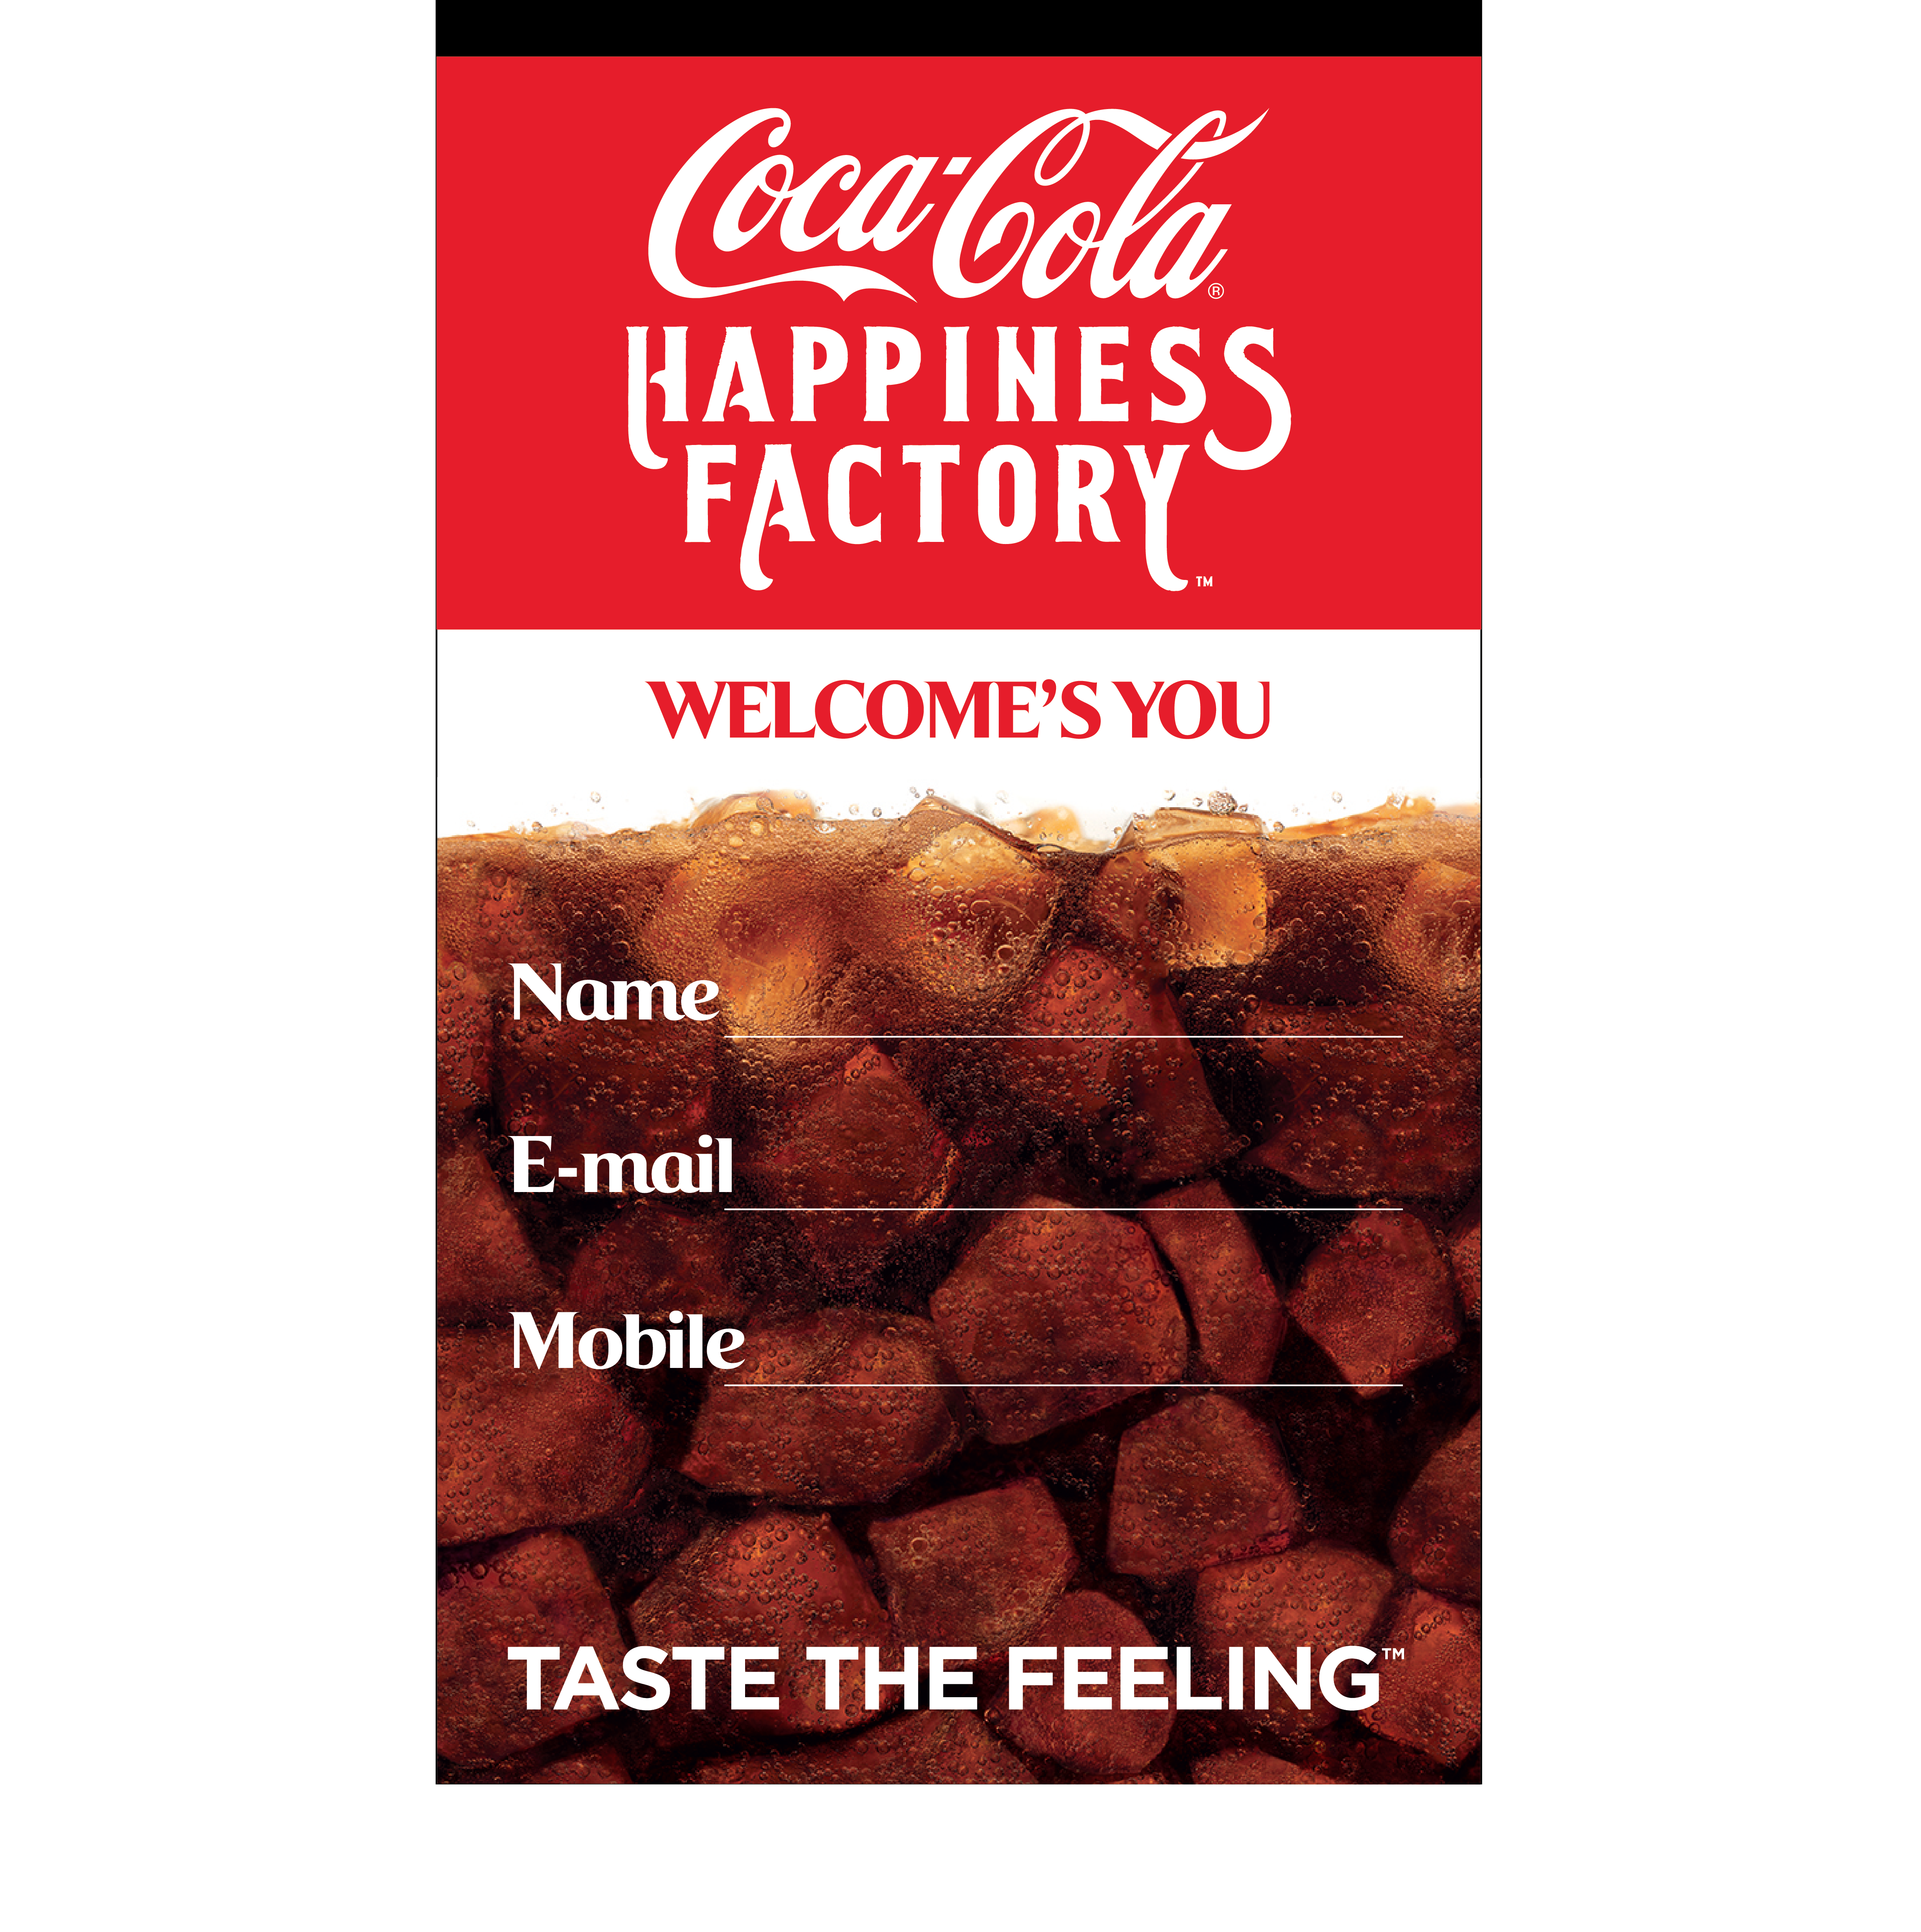 Coca-Cola®
HAPPINESS
FACTORY™
WELCOME’S YOU
Name
E-mail
Mobile
TASTE THE FEELING™